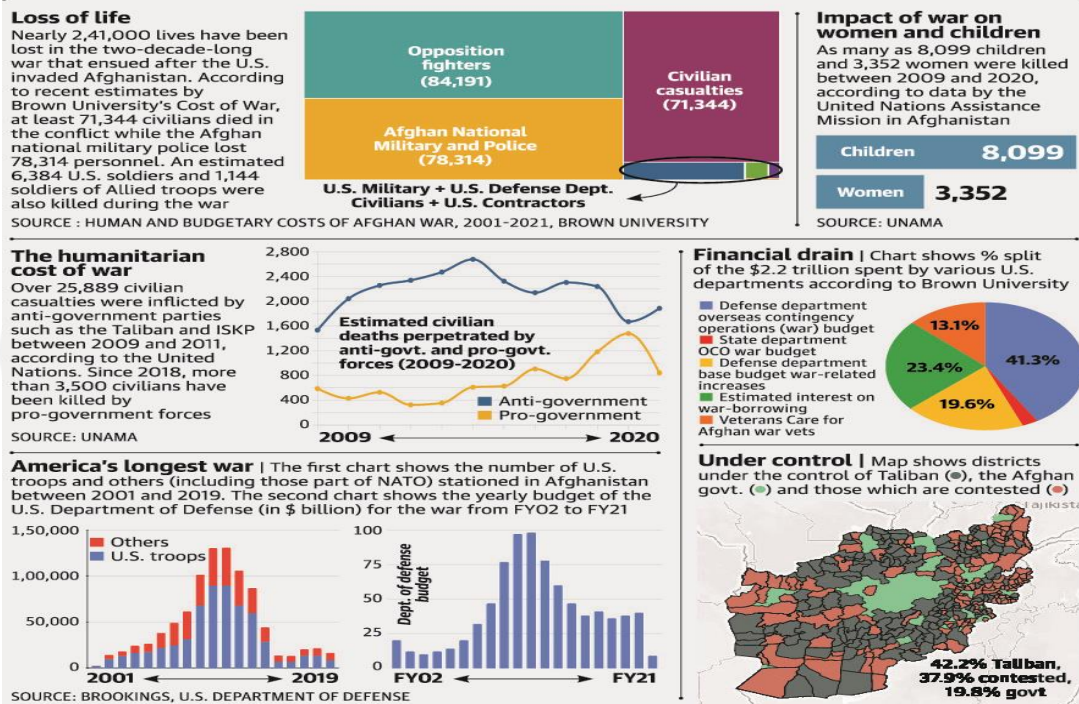 Loss of life
Nearly 2,41,000 lives have been
lost in the two-decade-long
war that ensued after the U.S.
invaded Afghanistan. According
to recent estimates by
Brown University's Cost of War,
at least 71,344 civilians died in
the conflict while the Afghan
national military police lost
78,314 personnel. An estimated
6,384 U.S. soldiers and 1,144
soldiers of Allied troops were
also killed during the war
Opposition
fighters
(84,191)
Afghan National
Military and Police
(78,314)
Civilian
casualties
(71,344)
U.S. Military + U.S. Defense Dept.
Civilians + U.S. Contractors
SOURCE : HUMAN AND BUDGETARY COSTS OF AFGHAN WAR, 2001-2021, BROWN UNIVERSITY
Impact of war on
women and children
As many as 8,099 children
and 3,352 women were killed
between 2009 and 2020,
according to data by the
United Nations Assistance
Mission in Afghanistan
Children 8,099
Women 3,352
SOURCE: UNAMA
The humanitarian
cost of war
Over 25,889 civilian
casualties were inflicted by
anti-government parties
such as the Taliban and ISKP
between 2009 and 2011,
according to the United
Nations. Since 2018, more
than 3,500 civilians have
been killed by
pro-government forces
SOURCE: UNAMA
2,800
2,400
2,000
1,600
1,200
800
400
0
Estimated civilian
deaths perpetrated by
anti-govt. and pro-govt.
forces (2009-2020)
Anti-government
Pro-government
2009 2020
Financial drain | Chart shows % split
of the $2.2 trillion spent by various U.S.
departments according to Brown University
Defense department
overseas contingency
operations (war) budget
State department
OCO war budget
Defense department
base budget war-related
increases
Estimated interest on
war-borrowing
Veterans Care for
Afghan war vets
13.1%
41.3%
23.4%
19.6%
America's longest war | The first chart shows the number of U.S.
troops and others (including those part of NATO) stationed in Afghanistan
between 2001 and 2019. The second chart shows the yearly budget of the
U.S. Department of Defense (in $ billion) for the war from FY02 to FY21
1,50,000
1,00,000
50,000
0
Others
U.S. troops
2001 2019
100
75
50
25
0
Dept. of defense
budget
FY02 FY21
SOURCE: BROOKINGS, U.S. DEPARTMENT OF DEFENSE
Under control | Map shows districts
under the control of Taliban (●), the Afghan
govt. (●) and those which are contested (●)
Tajikista
42.2% Taliban,
37.9% contested,
19.8% govt